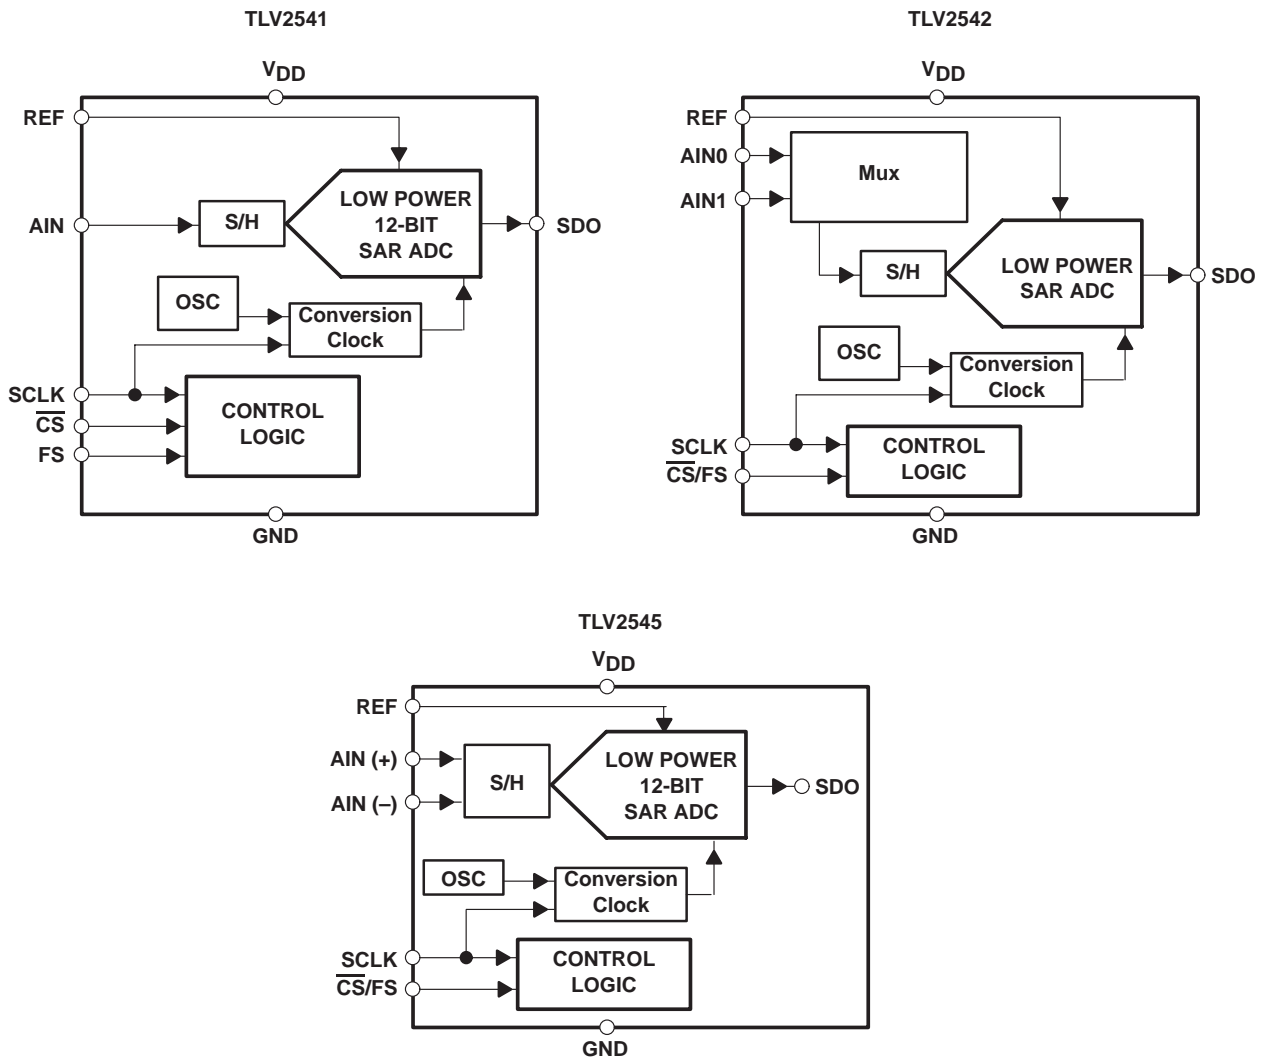 TLV2541
VDD
REF
AIN
S/H
LOW POWER
12-BIT
SAR ADC
SDO
OSC
Conversion
Clock
SCLK
CS
FS
CONTROL
LOGIC
GND
TLV2542
VDD
REF
AIN0
AIN1
Mux
S/H
LOW POWER
SAR ADC
SDO
OSC
Conversion
Clock
SCLK
CS/FS
CONTROL
LOGIC
GND
TLV2545
VDD
REF
AIN (+)
AIN (–)
S/H
LOW POWER
12-BIT
SAR ADC
SDO
OSC
Conversion
Clock
SCLK
CS/FS
CONTROL
LOGIC
GND